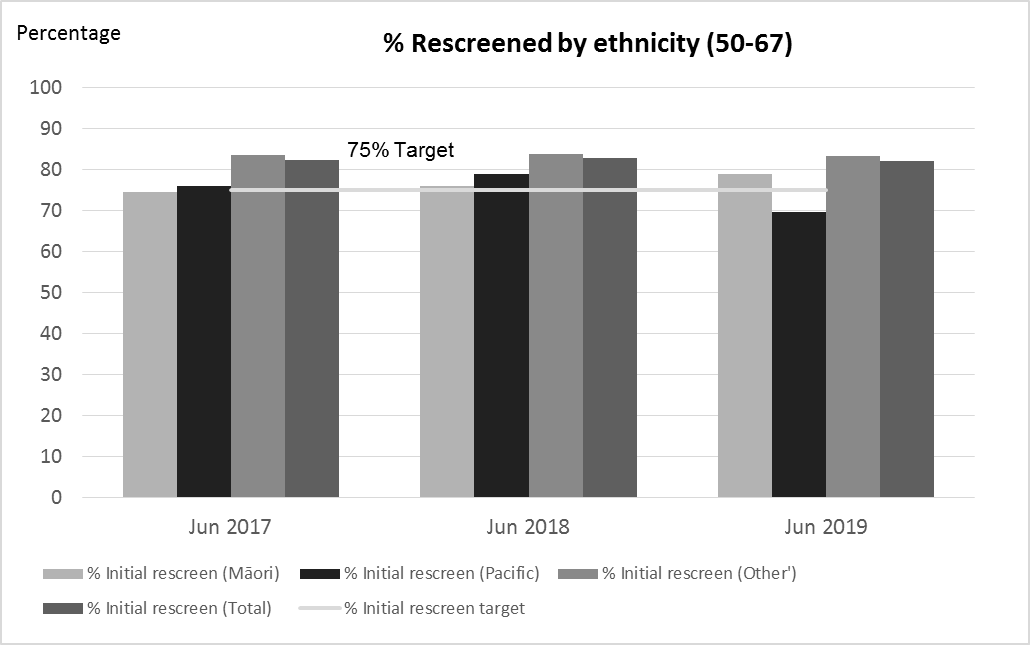 Percentage
% Rescreened by ethnicity (50-67)
100
90
75% Target
80
70
60
50
40
30
20
10
0
Jun 2017 Jun 2018 Jun 2019
% Initial rescreen (Māori) % Initial rescreen (Pacific) % Initial rescreen (Other')
% Initial rescreen (Total) % Initial rescreen target